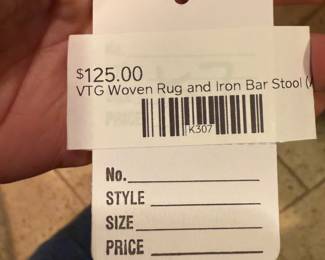 $125.00
VTG Woven Rug and Iron Bar Stool
K307
No.
STYLE
SIZE
PRICE